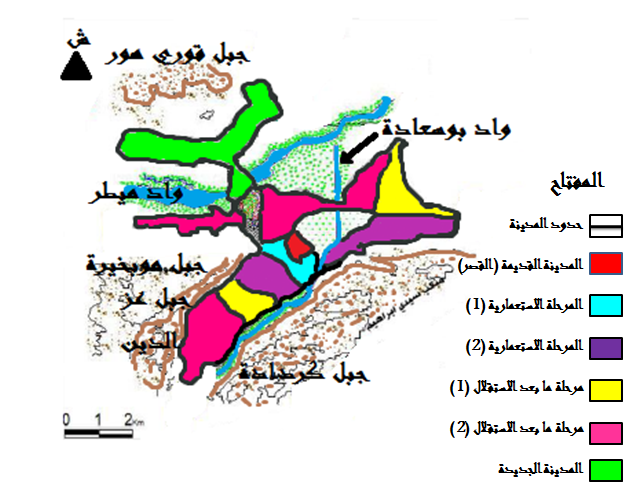 ش
جبل قوري مور
واد بوسعادة
واد ميطر
جبل موبخيرة
جبل عز
الدين
جبل كردادة
0 1 2Km
المفتاح
حدود المدينة
المدينة القديمة (القصر)
المرحلة الاستعمارية (1)
المرحلة الاستعمارية (2)
مرحلة ما بعد الاستقلال (1)
مرحلة ما بعد الاستقلال (2)
المدينة الجديدة